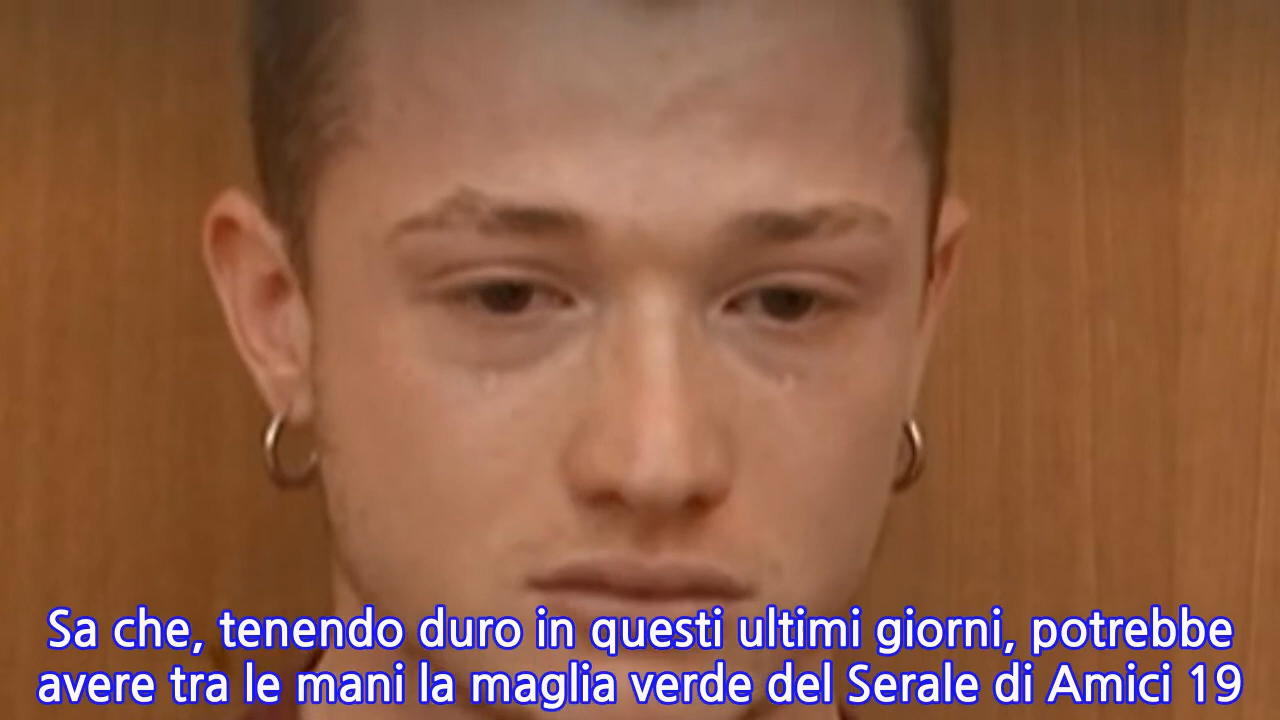 Sa che, tenendo duro in questi ultimi giorni, potrebbe
avere tra le mani la maglia verde del Serale di Amici 19